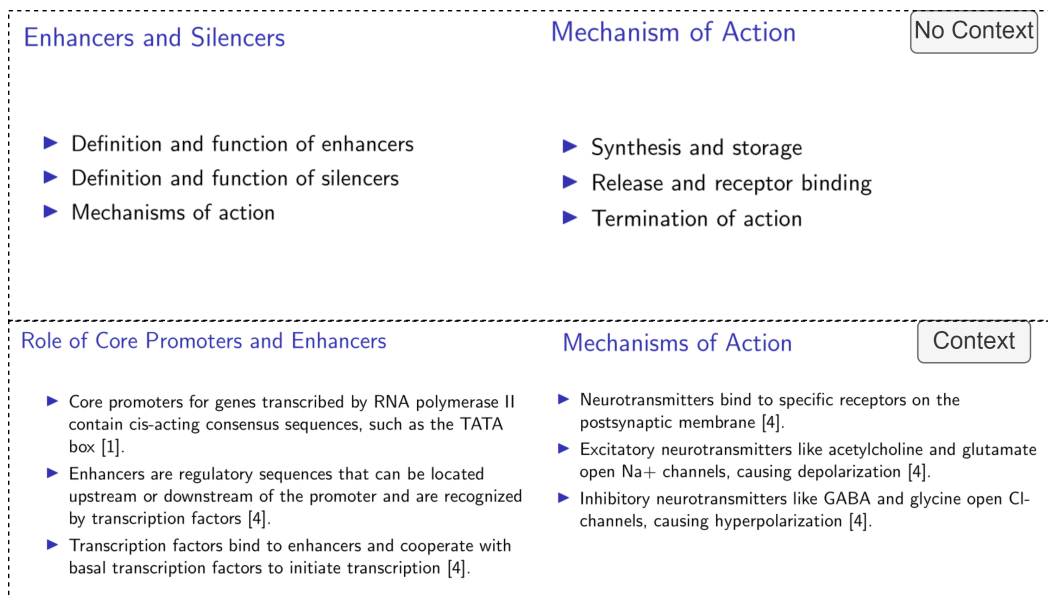 Enhancers and Silencers
▶ Definition and function of enhancers
▶ Definition and function of silencers
▶ Mechanisms of action
Mechanism of Action
No Context
▶ Synthesis and storage
▶ Release and receptor binding
▶ Termination of action
Role of Core Promoters and Enhancers
▶ Core promoters for genes transcribed by RNA polymerase II
contain cis-acting consensus sequences, such as the TATA
box [1].
▶ Enhancers are regulatory sequences that can be located
upstream or downstream of the promoter and are recognized
by transcription factors [4].
▶ Transcription factors bind to enhancers and cooperate with
basal transcription factors to initiate transcription [4].
Mechanisms of Action
Context
▶ Neurotransmitters bind to specific receptors on the
postsynaptic membrane [4].
▶ Excitatory neurotransmitters like acetylcholine and glutamate
open Na+ channels, causing depolarization [4].
▶ Inhibitory neurotransmitters like GABA and glycine open Cl-
channels, causing hyperpolarization [4].